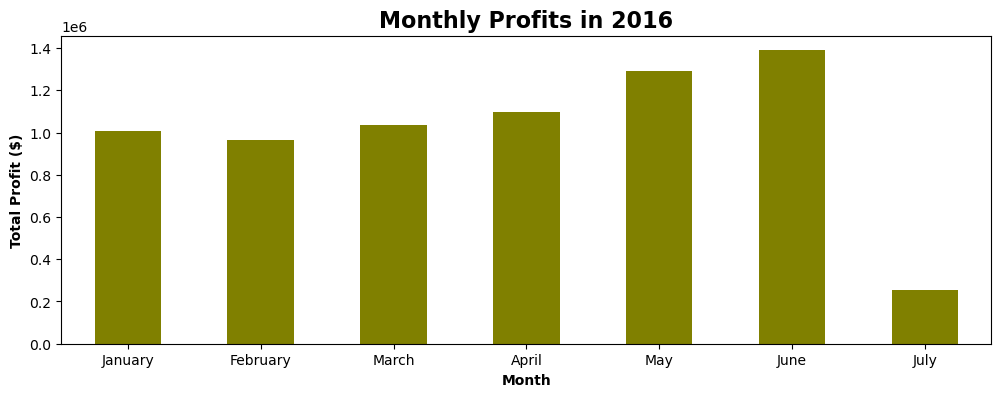 Monthly Profits in 2016
1e6
1.4
1.2
1.0
0.8
0.6
0.4
0.2
0.0
Total Profit ($)
January February March April May June July
Month